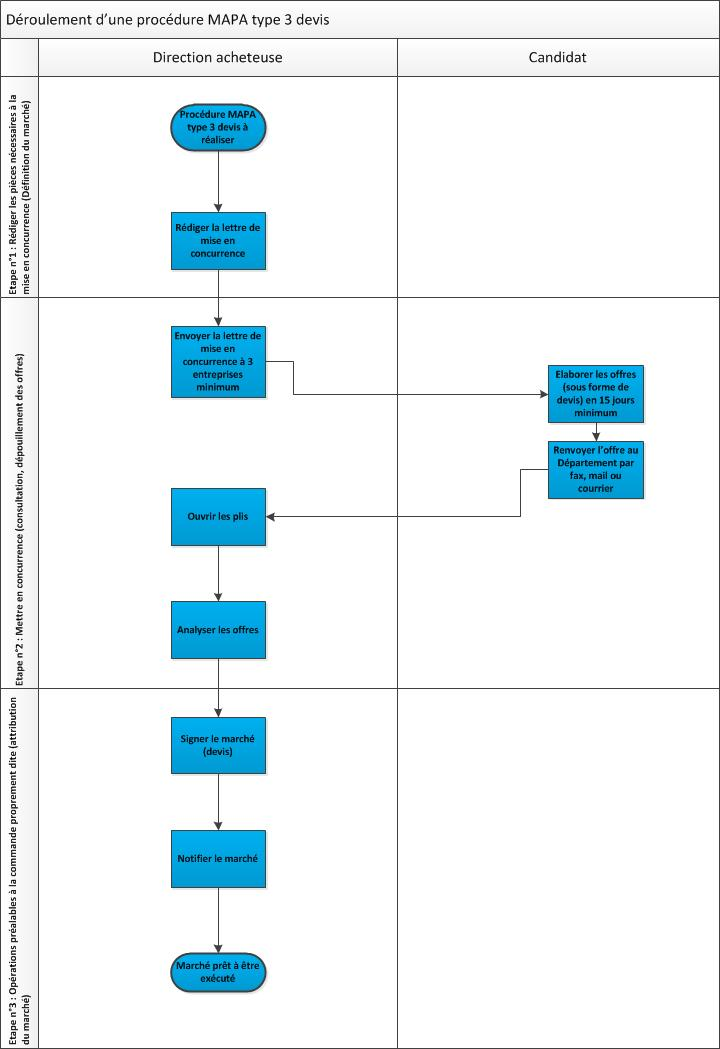 Déroulement d'une procédure MAPA type 3 devis
Direction acheteuse
Candidat
Etape n°1 : Rédiger les pièces nécessaires à la
mise en concurrence (Définition du marché)
Procédure MAPA
type 3 devis à
réaliser
Rédiger la lettre de
mise en
concurrence
Etape n°2 : Mettre en concurrence (consultation, dépouillement des offres)
Envoyer la lettre de
mise en
concurrence à 3
entreprises
minimum
Elaborer les offres
(sous forme de
devis) en 15 jours
minimum
Renvoyer l'offre au
Département par
fax, mail ou
courrier
Ouvrir les plis
Analyser les offres
Etape n°3 : Opérations préalables à la commande proprement dite (attribution
du marché)
Signer le marché
(devis)
Notifier le marché
Marché prêt à être
exécuté